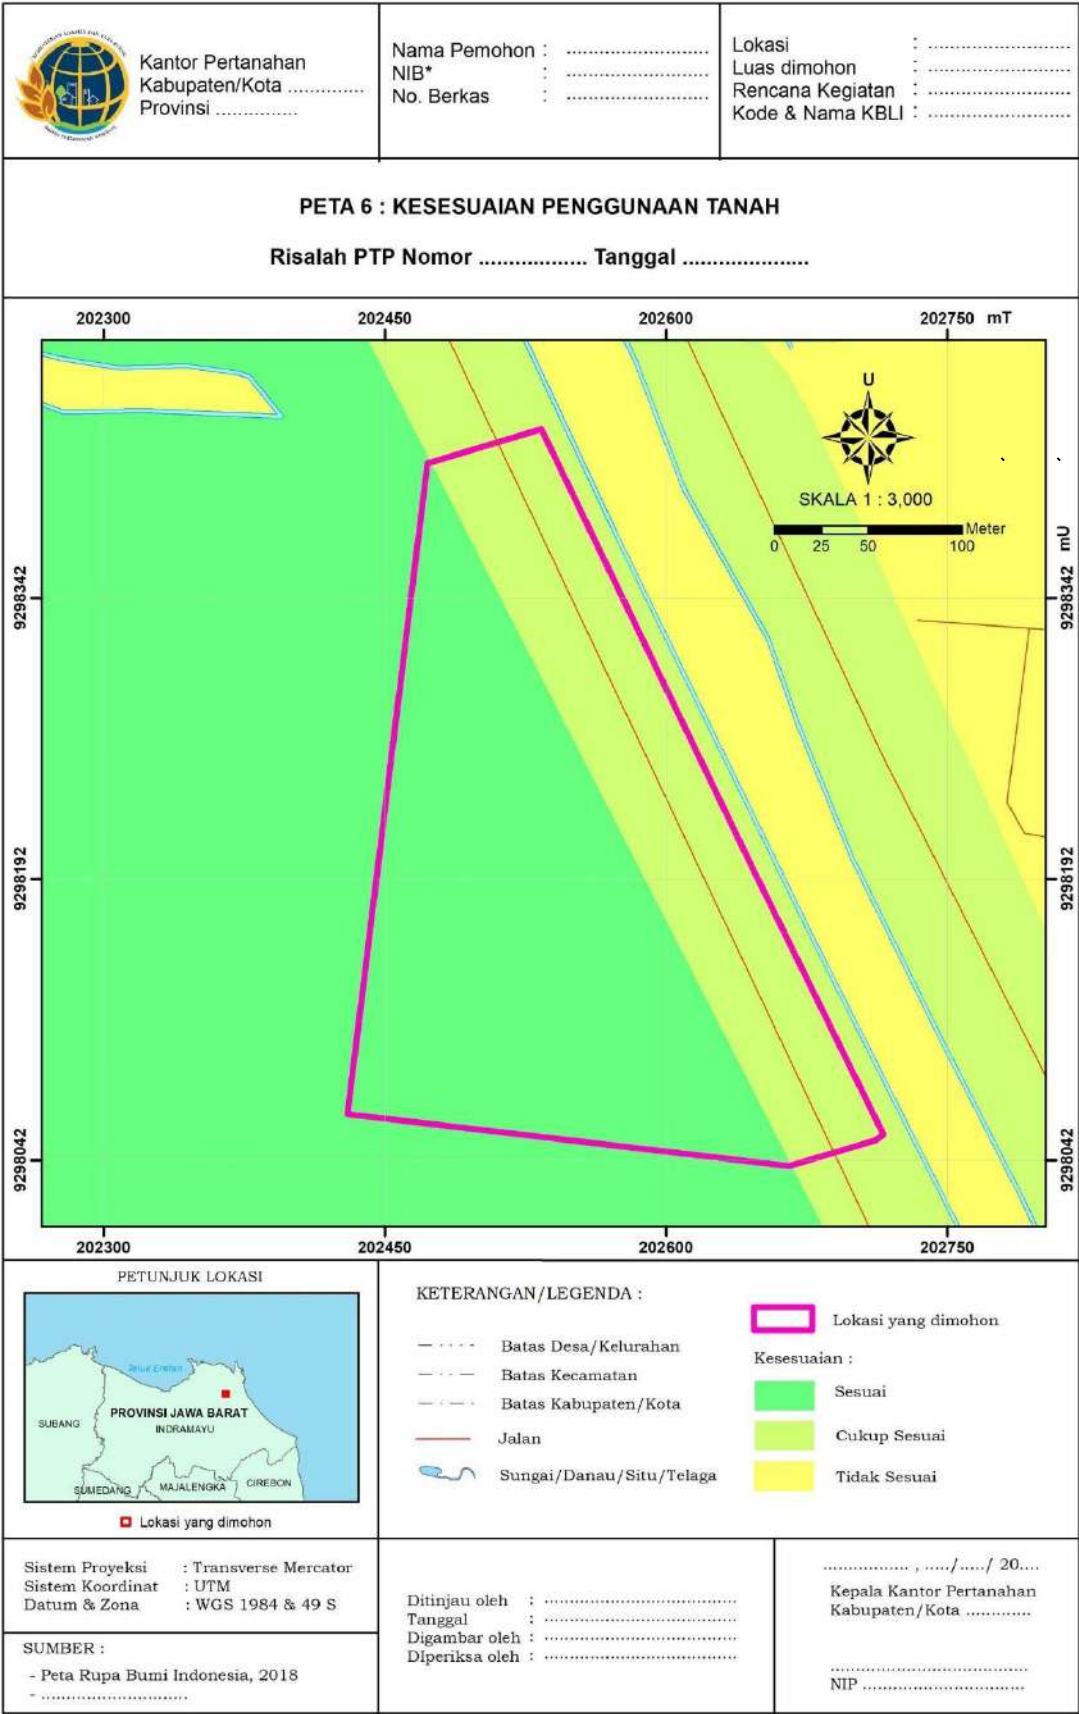 Kantor Pertanahan
Kabupaten/Kota ..............
Provinsi ...............
Nama Pemohon : ..........................
NIB* : ..........................
No. Berkas : ..........................
Lokasi : ..........................
Luas dimohon : ..........................
Rencana Kegiatan : ..........................
Kode & Nama KBLI : ..........................
PETA 6 : KESESUAIAN PENGGUNAAN TANAH
Risalah PTP Nomor .................. Tanggal .....................
202300 202450 202600 202750 mT
U
SKALA 1 : 3,000
Meter
0 25 50 100
mU
9298342 9298342
9298192 9298192
9298042 9298042
202300 202450 202600 202750
PETUNJUK LOKASI
Teluk Eretan
PROVINSI JAWA BARAT
SUBANG
INDRAMAYU
SUMEDANG
MAJALENGKA
CIREBON
Lokasi yang dimohon
KETERANGAN/LEGENDA :
Batas Desa/Kelurahan
Batas Kecamatan
Batas Kabupaten/Kota
Jalan
Sungai/Danau/Situ/Telaga
Lokasi yang dimohon
Kesesuaian :
Sesuai
Cukup Sesuai
Tidak Sesuai
Sistem Proyeksi : Transverse Mercator
Sistem Koordinat : UTM
Datum & Zona : WGS 1984 & 49 S
SUMBER :
- Peta Rupa Bumi Indonesia, 2018
- .............................
Ditinjau oleh : ......................................
Tanggal : ......................................
Digambar oleh : ......................................
DIperiksa oleh : ......................................
................. , ...../...../ 20....
Kepala Kantor Pertanahan
Kabupaten/Kota .............
.......................................
NIP ................................